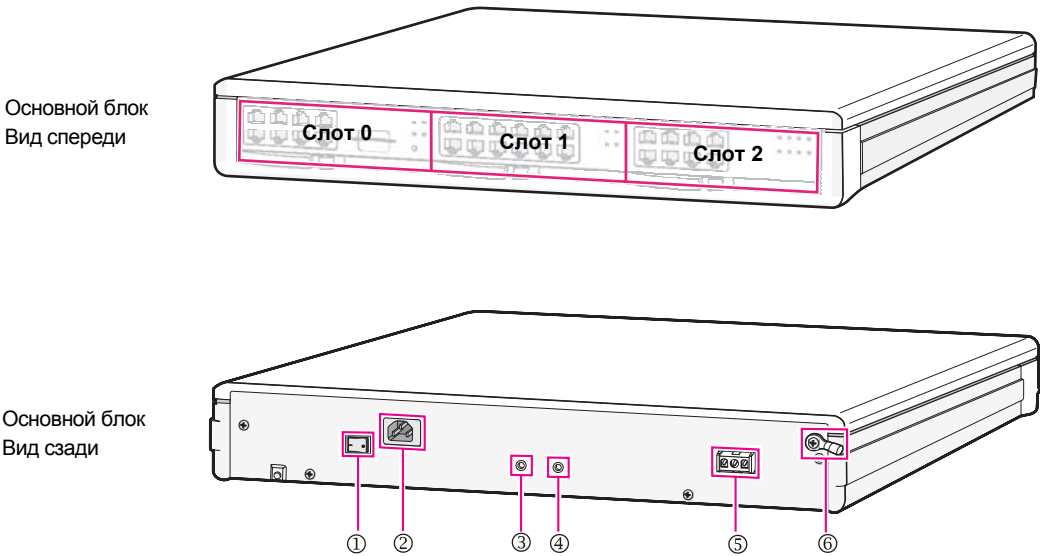 Основной блок
Вид спереди
Слот 0
Слот 1
Слот 2
Основной блок
Вид сзади
① ② ③ ④ ⑤ ⑥